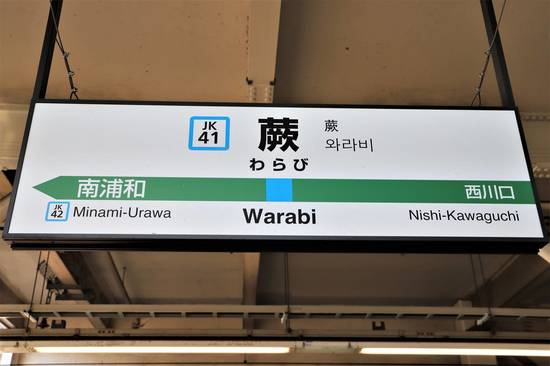 JK
41
蕨
蕨
와라비
わらび
南浦和
西川口
JK
42
Minami-Urawa
Warabi
Nishi-Kawaguchi